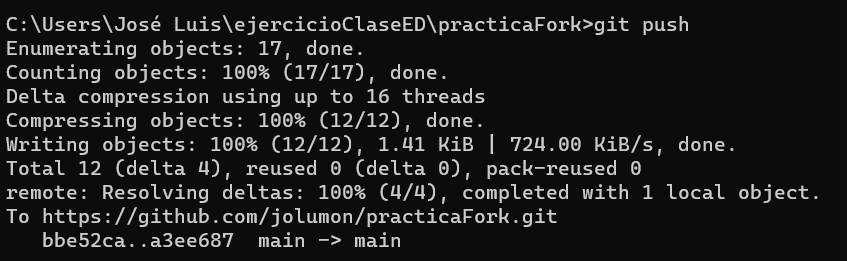 C:\Users\José Luis\ejercicioClaseED\practicaFork>git push
Enumerating objects: 17, done.
Counting objects: 100% (17/17), done.
Delta compression using up to 16 threads
Compressing objects: 100% (12/12), done.
Writing objects: 100% (12/12), 1.41 KiB | 724.00 KiB/s, done.
Total 12 (delta 4), reused 0 (delta 0), pack-reused 0
remote: Resolving deltas: 100% (4/4), completed with 1 local object.
To https://github.com/jolumon/practicaFork.git
   bbe52ca..a3ee687  main -> main